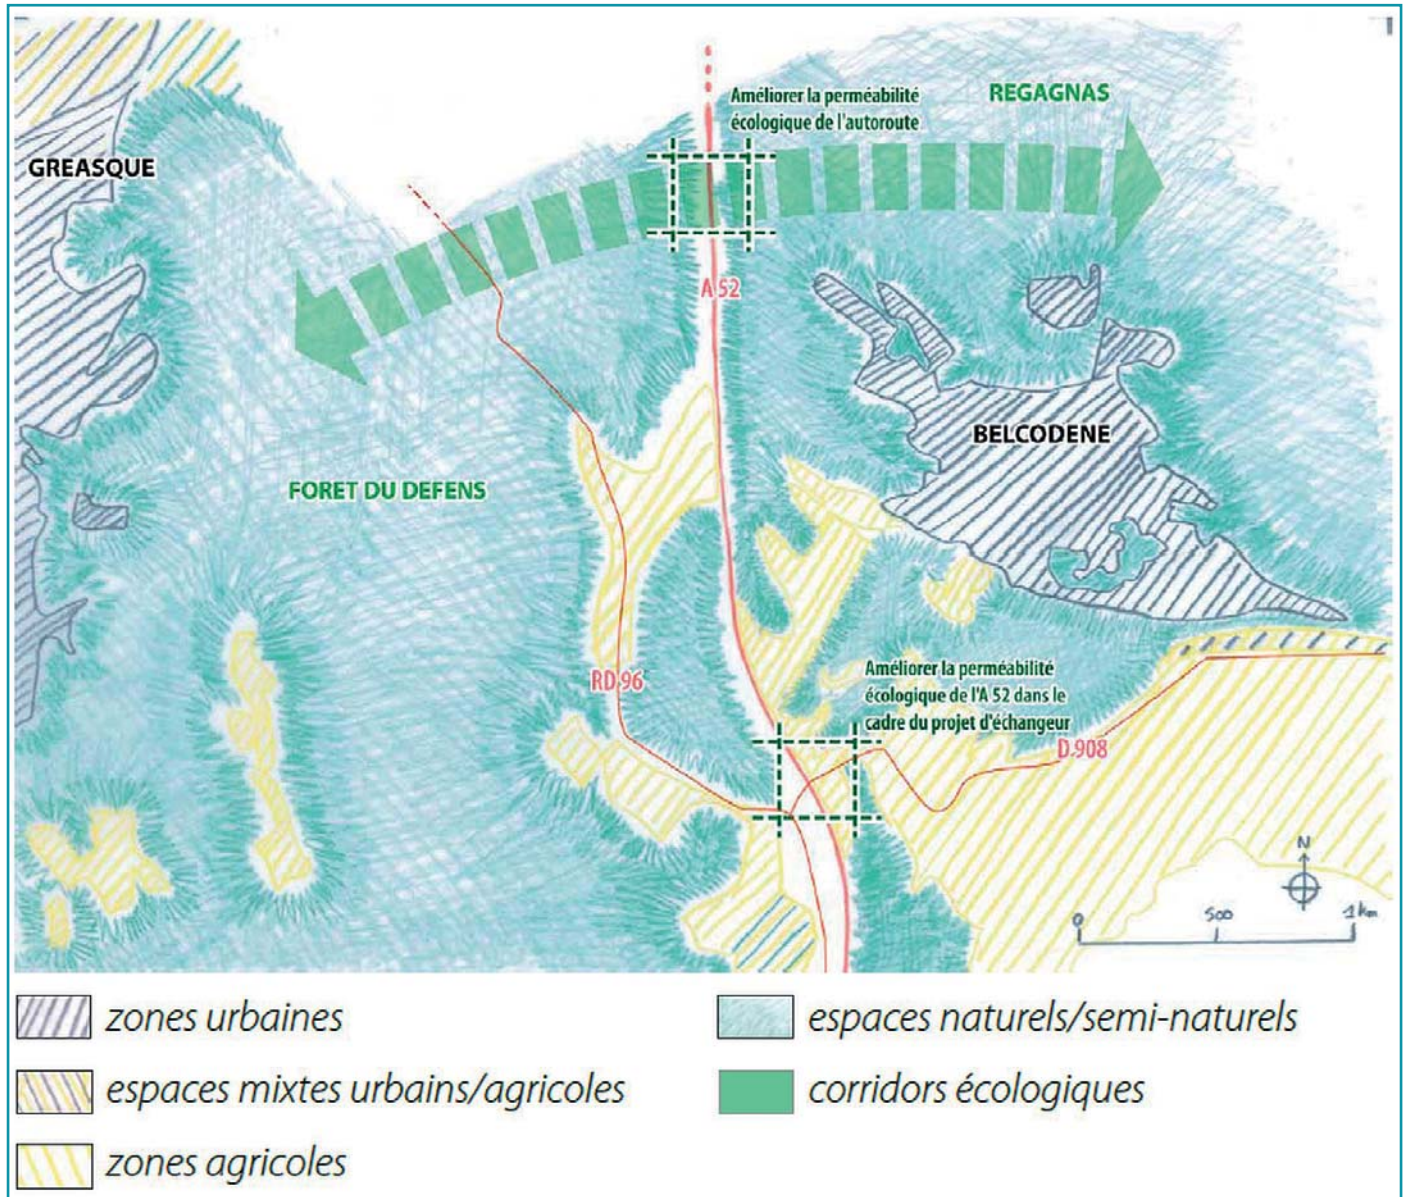 Améliorer la perméabilité
écologique de l'autoroute
REGAGNAS
GREASQUE
A 52
BELCODENE
FORET DU DEFENS
RD 96
Améliorer la perméabilité
écologique de l'A 52 dans le
cadre du projet d'échangeur
D 908
N
0 500 1 km
zones urbaines
espaces mixtes urbains/agricoles
zones agricoles
espaces naturels/semi-naturels
corridors écologiques